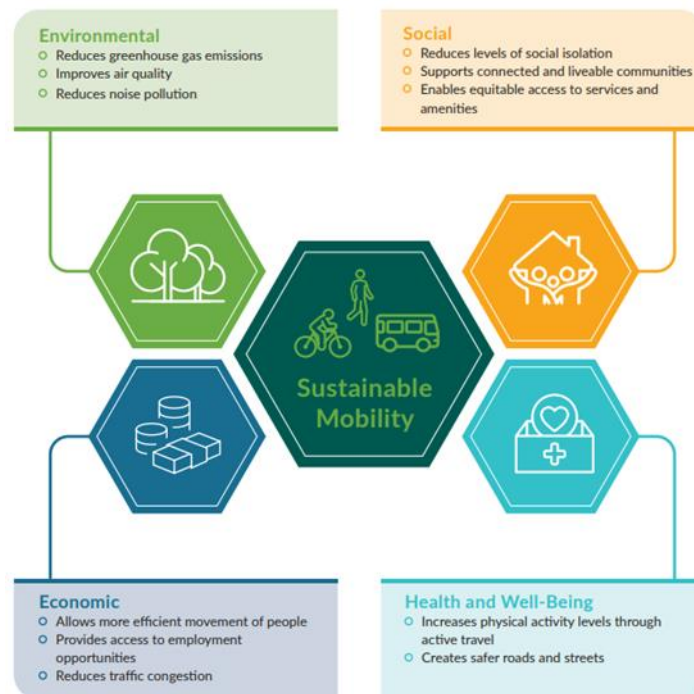 Environmental
Reduces greenhouse gas emissions
Improves air quality
Reduces noise pollution
Social
Reduces levels of social isolation
Supports connected and liveable communities
Enables equitable access to services and
amenities
Sustainable
Mobility
Economic
Allows more efficient movement of people
Provides access to employment
opportunities
Reduces traffic congestion
Health and Well-Being
Increases physical activity levels through
active travel
Creates safer roads and streets